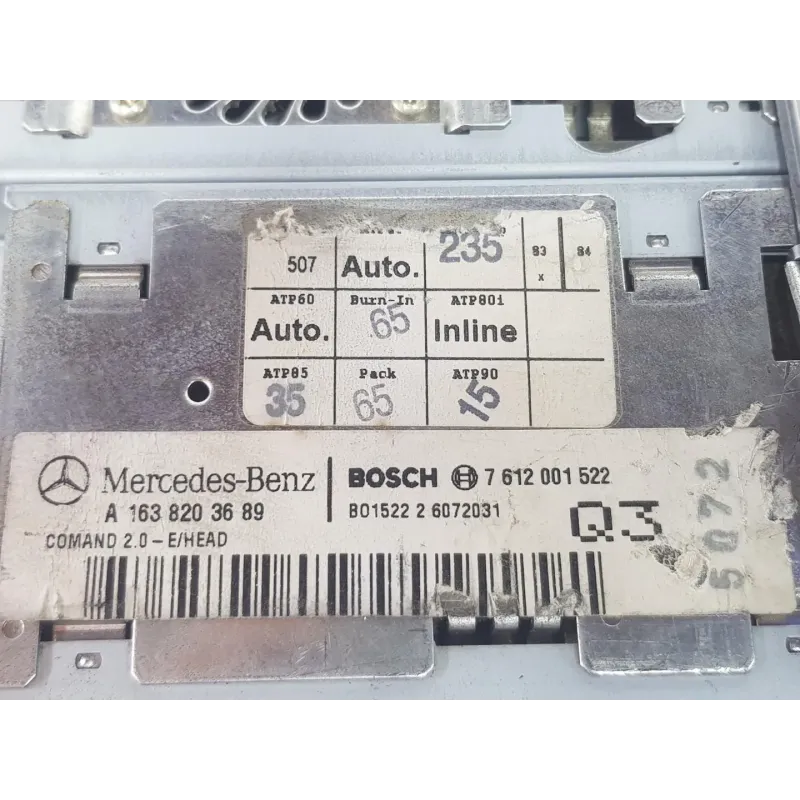 235
507 Auto. 83 84
x
ATP60 Burn-In ATP80i
Auto. 65 Inline
ATP85 Pack ATP90
35 65 15
Mercedes-Benz BOSCH 7 612 001 522
A 163 820 36 89 BO1522 2 6072031 Q3
COMAND 2.0 - E/HEAD
5072